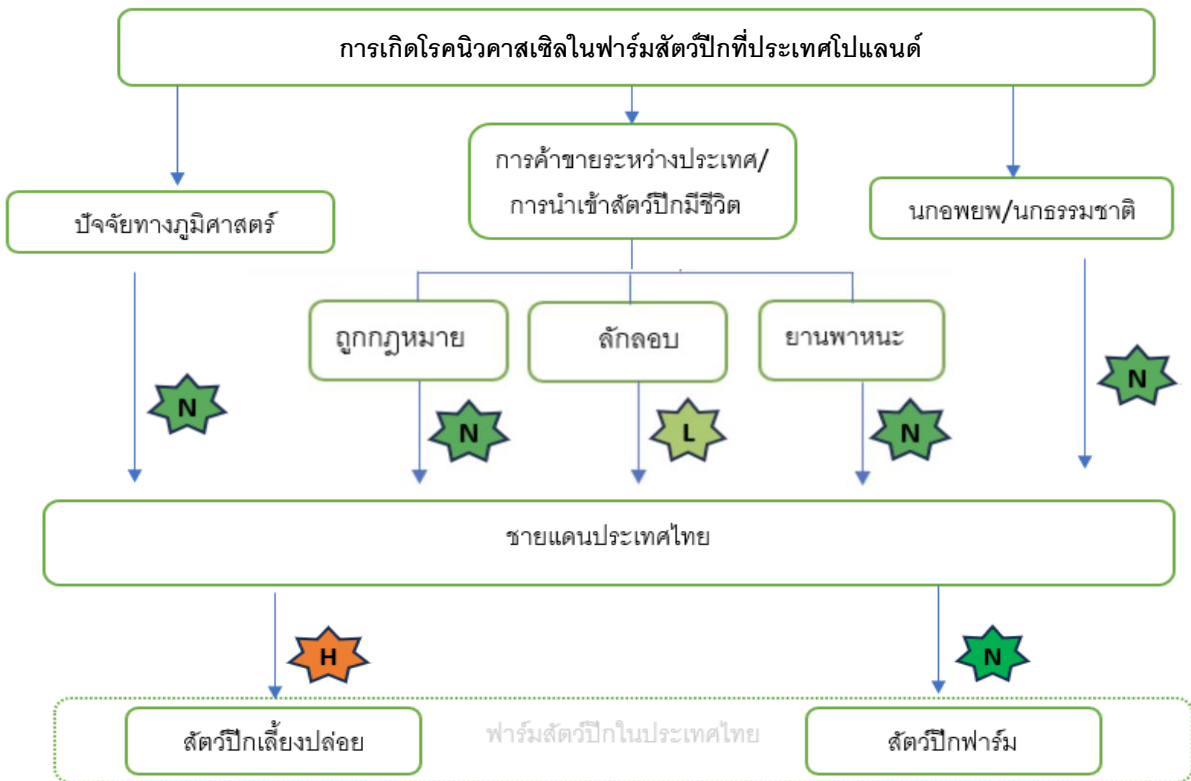 การเกิดโรคนิวคาสเซิลในฟาร์มสัตว์ปีกที่ประเทศโปแลนด์
การค้าขายระหว่างประเทศ/
การนำเข้าสัตว์ปีกมีชีวิต
ปัจจัยทางภูมิศาสตร์
นกอพยพ/นกธรรมชาติ
ถูกกฎหมาย
ลักลอบ
ยานพาหนะ
N
N
L
N
N
ชายแดนประเทศไทย
H
N
สัตว์ปีกเลี้ยงปล่อย
ฟาร์มสัตว์ปีกในประเทศไทย
สัตว์ปีกฟาร์ม